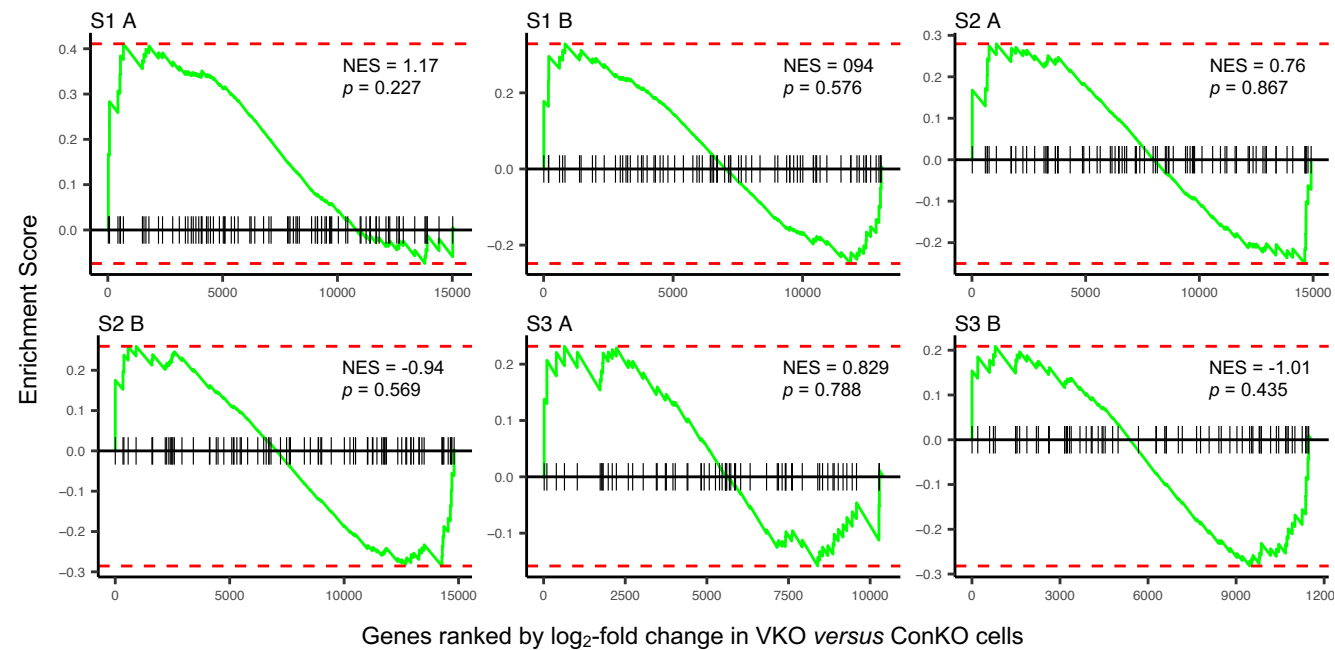 S1 A
NES = 1.17
p = 0.227
0.4
0.3
0.2
0.1
0.0
0
5000
10000
15000
S1 B
NES = 094
p = 0.576
0.2
0.0
−0.2
0
5000
10000
S2 A
NES = 0.76
p = 0.867
0.3
0.2
0.1
0.0
−0.1
−0.2
0
5000
10000
15000
S2 B
NES = -0.94
p = 0.569
0.2
0.1
0.0
−0.1
−0.2
−0.3
0
5000
10000
15000
S3 A
NES = 0.829
p = 0.788
0.2
0.1
0.0
−0.1
0
2500
5000
7500
10000
S3 B
NES = -1.01
p = 0.435
0.2
0.1
0.0
−0.1
−0.2
−0.3
0
3000
6000
9000
1200
Enrichment Score
Genes ranked by log₂-fold change in VKO versus ConKO cells